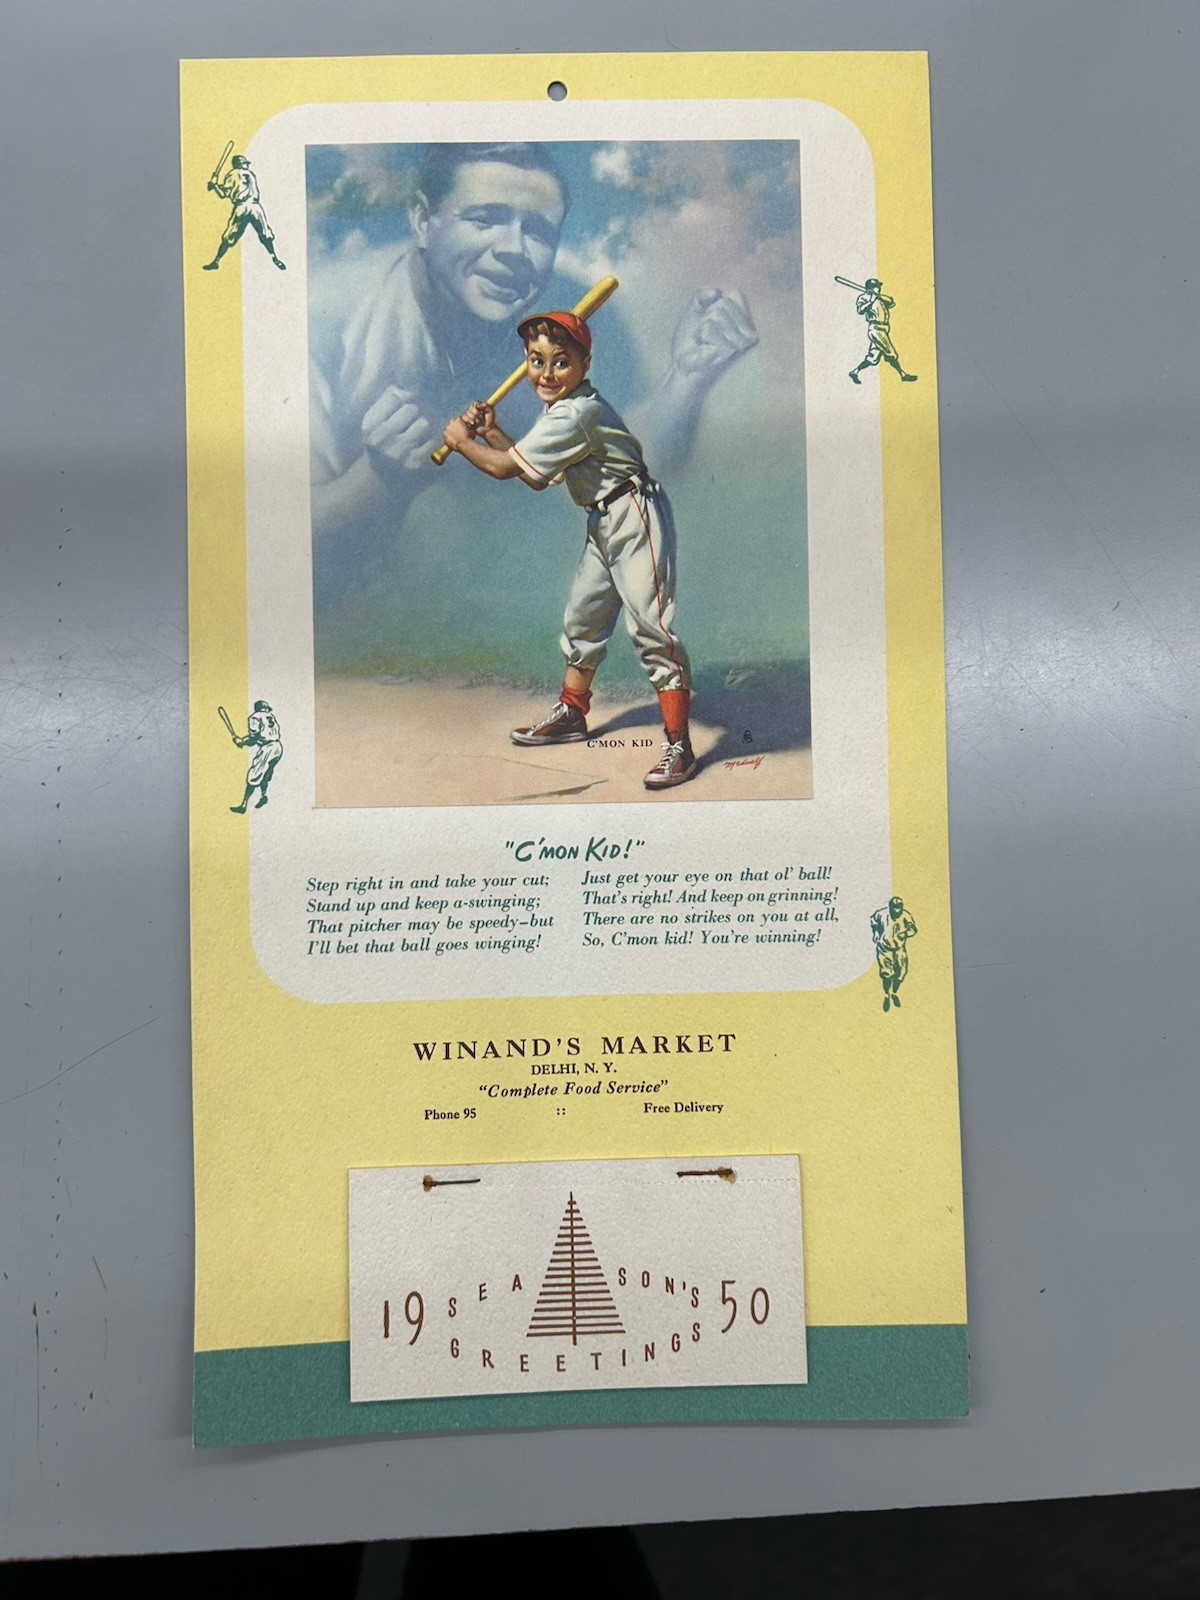 C'MON KID
Medcalf
"C'MON KID!"
Step right in and take your cut;
Stand up and keep a-swinging;
That pitcher may be speedy—but
I'll bet that ball goes winging!
Just get your eye on that ol' ball!
That's right! And keep on grinning!
There are no strikes on you at all,
So, C'mon kid! You're winning!
WINAND'S MARKET
DELHI, N. Y.
“Complete Food Service”
Phone 95 :: Free Delivery
19 SEASON'S 50
GREETINGS